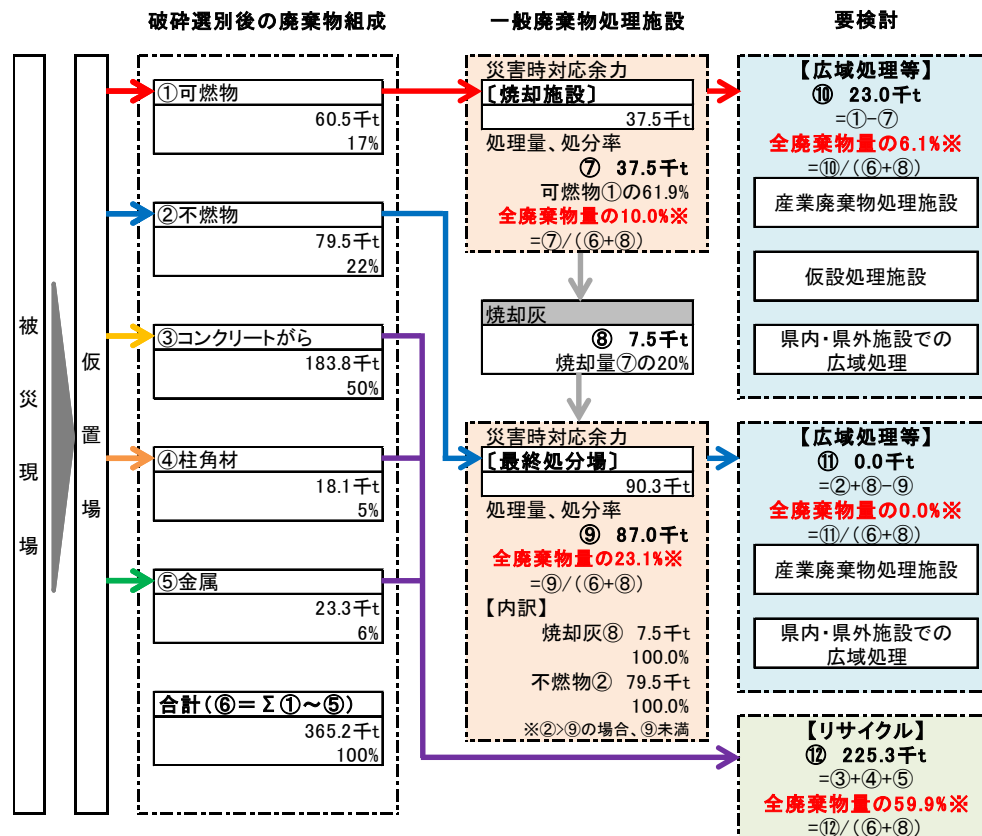 破砕選別後の廃棄物組成
一般廃棄物処理施設
要検討
被災現場
仮置場
①可燃物
60.5千t
17%
②不燃物
79.5千t
22%
③コンクリートがら
183.8千t
50%
④柱角材
18.1千t
5%
⑤金属
23.3千t
6%
合計(⑥=Σ①~⑤)
365.2千t
100%
災害時対応余力
〔焼却施設〕
37.5千t
処理量、処分率
⑦ 37.5千t
可燃物①の61.9%
全廃棄物量の10.0%※
=⑦/(⑥+⑧)
焼却灰
⑧ 7.5千t
焼却量⑦の20%
災害時対応余力
〔最終処分場〕
90.3千t
処理量、処分率
⑨ 87.0千t
全廃棄物量の23.1%※
=⑨/(⑥+⑧)
【内訳】
焼却灰⑧ 7.5千t
100.0%
不燃物② 79.5千t
100.0%
※②>⑨の場合、⑨未満
【広域処理等】
⑩ 23.0千t
=①-⑦
全廃棄物量の6.1%※
=⑩/(⑥+⑧)
産業廃棄物処理施設
仮設処理施設
県内・県外施設での
広域処理
【広域処理等】
⑪ 0.0千t
=②+⑧-⑨
全廃棄物量の0.0%※
=⑪/(⑥+⑧)
産業廃棄物処理施設
県内・県外施設での
広域処理
【リサイクル】
⑫ 225.3千t
=③+④+⑤
全廃棄物量の59.9%※
=⑫/(⑥+⑧)